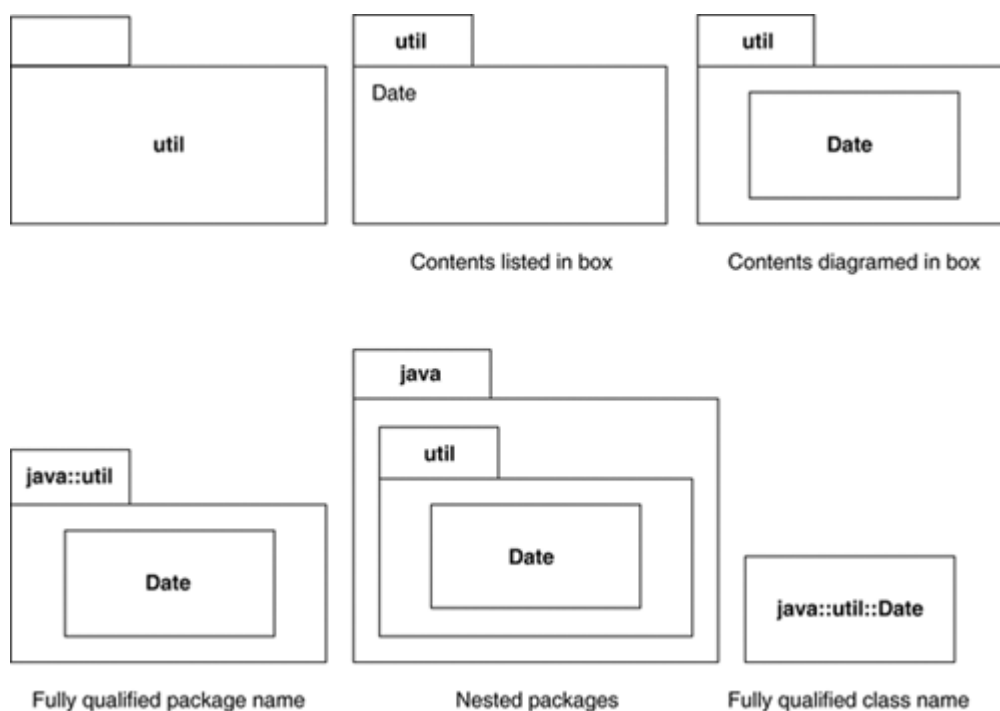 util
util
Date
util
Date
Contents listed in box
Contents diagramed in box
java::util
Date
Fully qualified package name
java
util
Date
Nested packages
java::util::Date
Fully qualified class name